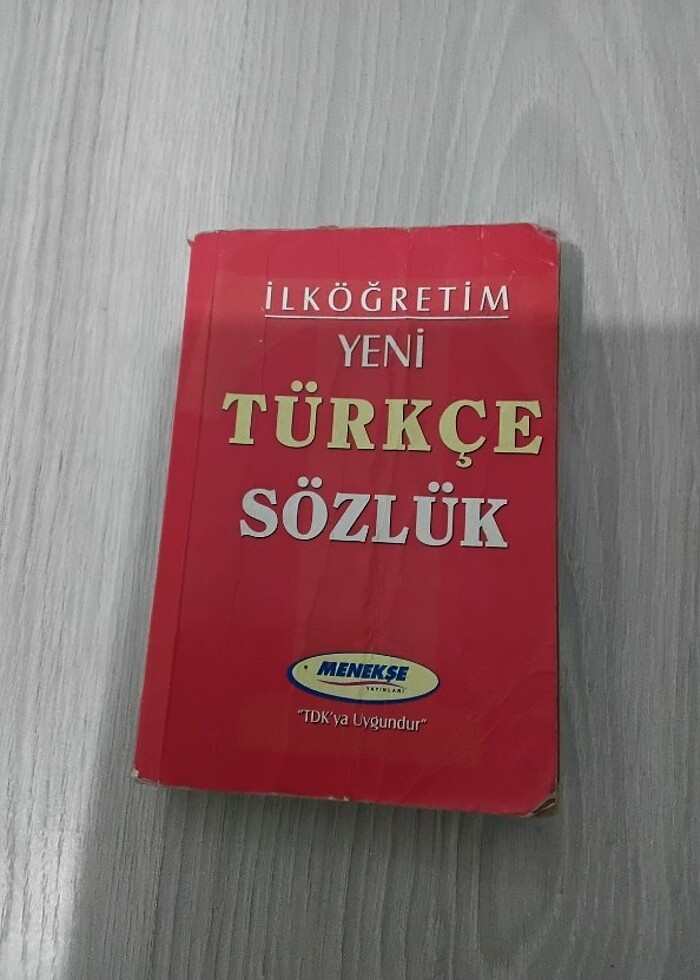 İLKÖĞRETİM
YENİ
TÜRKÇE
SÖZLÜK
MENEKŞE
YAYINLARI
"TDK'ya Uygundur"